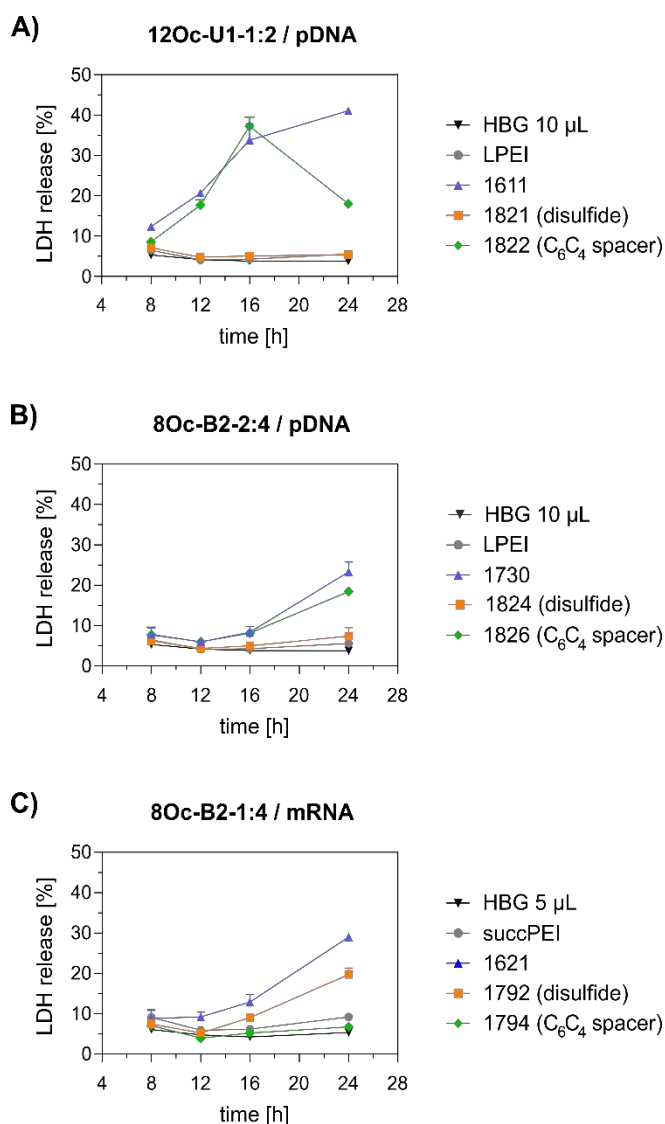 A)
12Oc-U1-1:2 / pDNA
LDH release [%]
50
40
30
20
10
0
4 8 12 16 20 24 28
time [h]
HBG 10 µL
LPEI
1611
1821 (disulfide)
1822 (C₆C₄ spacer)
B)
8Oc-B2-2:4 / pDNA
LDH release [%]
50
40
30
20
10
0
4 8 12 16 20 24 28
time [h]
HBG 10 µL
LPEI
1730
1824 (disulfide)
1826 (C₆C₄ spacer)
C)
8Oc-B2-1:4 / mRNA
LDH release [%]
50
40
30
20
10
0
4 8 12 16 20 24 28
time [h]
HBG 5 µL
succPEI
1621
1792 (disulfide)
1794 (C₆C₄ spacer)